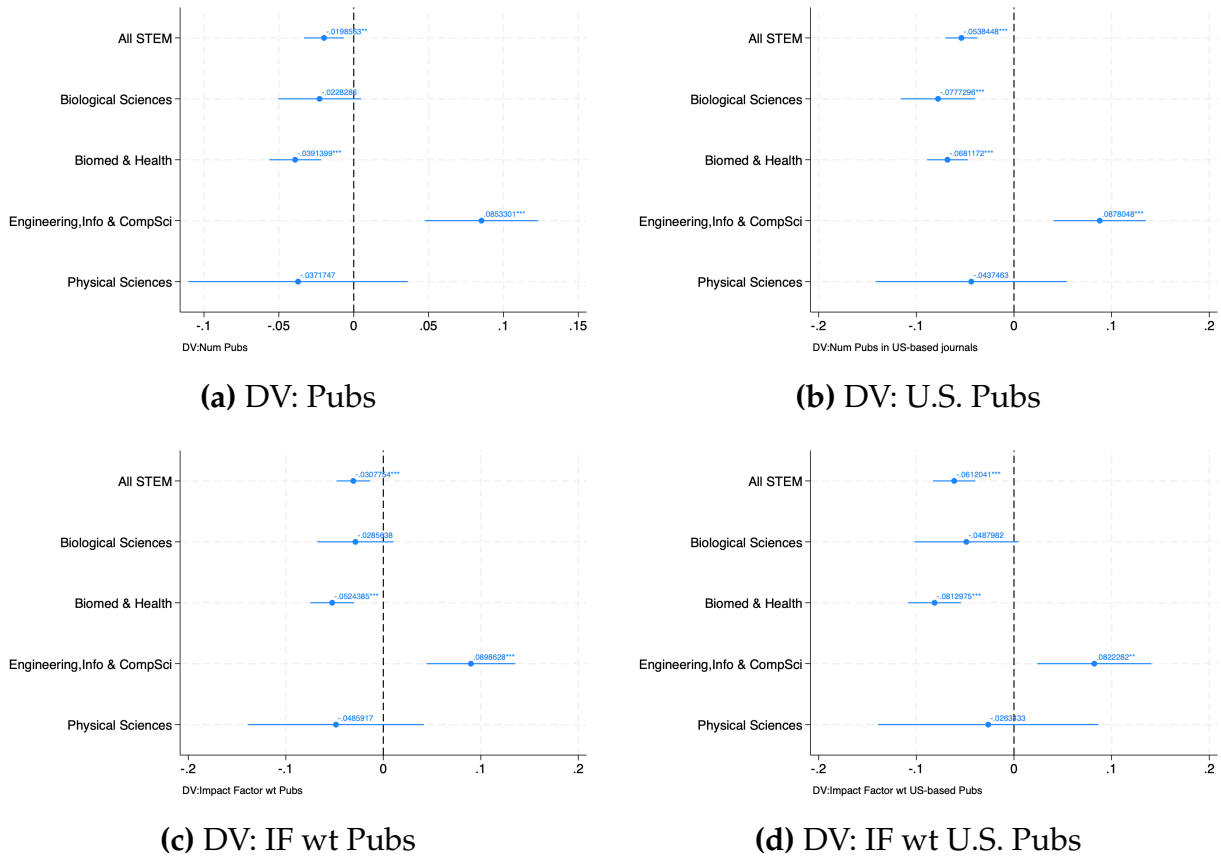 All STEM
-.0198563**
Biological Sciences
-.0228286
Biomed & Health
-.0391399***
Engineering,Info & CompSci
.0853301***
Physical Sciences
-.0371747
-.1 -.05 0 .05 .1 .15
DV:Num Pubs
(a) DV: Pubs
All STEM
-.0538448***
Biological Sciences
-.0777296***
Biomed & Health
-.0681172***
Engineering,Info & CompSci
.0878048***
Physical Sciences
-.0437463
-.2 -.1 0 .1 .2
DV:Num Pubs in US-based journals
(b) DV: U.S. Pubs
All STEM
-.0307754***
Biological Sciences
-.0285638
Biomed & Health
-.0524385***
Engineering,Info & CompSci
.0898628***
Physical Sciences
-.0485917
-.2 -.1 0 .1 .2
DV:Impact Factor wt Pubs
(c) DV: IF wt Pubs
All STEM
-.0612041***
Biological Sciences
-.0487982
Biomed & Health
-.0812975***
Engineering,Info & CompSci
.0822282**
Physical Sciences
-.2 -.1 0 .1 .2
DV:Impact Factor wt US-based Pubs
(d) DV: IF wt U.S. Pubs